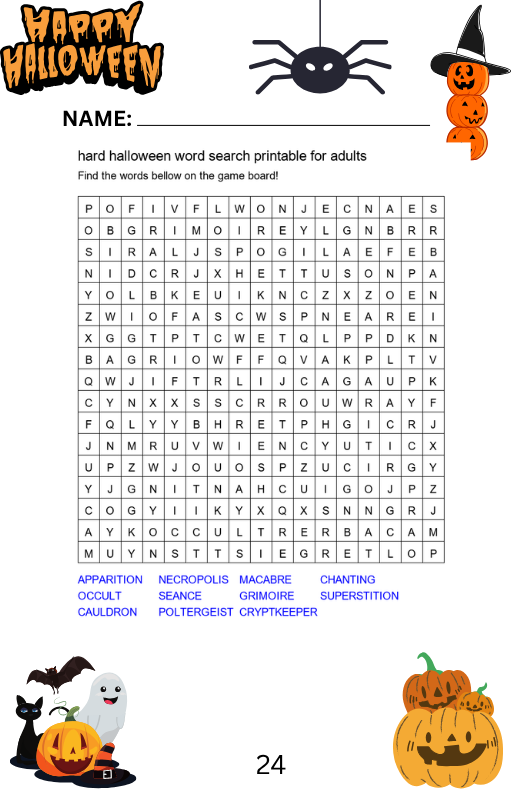 HAPPY
HALLOWEEN
NAME:
hard halloween word search printable for adults
Find the words bellow on the game board!
P O F I V F L W O N J E C N A E S
O B G R I M O I R E Y L G N B R R
S I R A L J S P O G I L A E F E B
N I D C R J X H E T T U S O N P A
Y O L B K E U I K N C Z X Z O E N
Z W I O F A S C W S P N E A R E I
X G G T P T C W E T Q L P P D K N
B A G R I O W F F Q V A K P L T V
Q W J I F T R L I J C A G A U P K
C Y N X X S S C R R O U W R A Y F
F Q L Y Y B H R E T P H G I C R J
J N M R U V W I E N C Y U T I C X
U P Z W J O U O S P Z U C I R G Y
Y J G N I T N A H C U I G O J P Z
C O G Y I I K Y X Q X S N N G R J
A Y K O C C U L T R E R B A C A M
M U Y N S T T S I E G R E T L O P
APPARITION NECROPOLIS MACABRE CHANTING
OCCULT SEANCE GRIMOIRE SUPERSTITION
CAULDRON POLTERGEIST CRYPTKEEPER
24